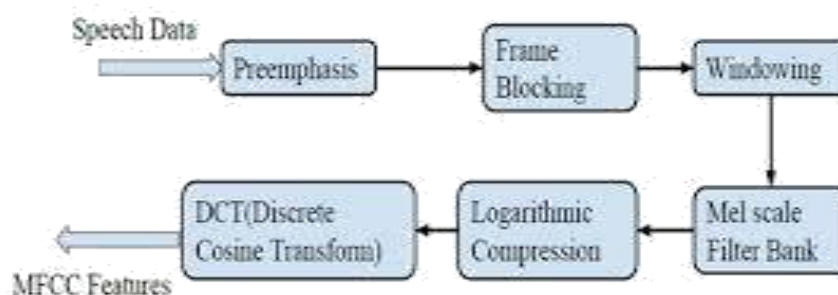 Speech Data
Preemphasis
Frame
Blocking
Windowing
Mel scale
Filter Bank
Logarithmic
Compression
DCT(Discrete
Cosine Transform)
MFCC Features